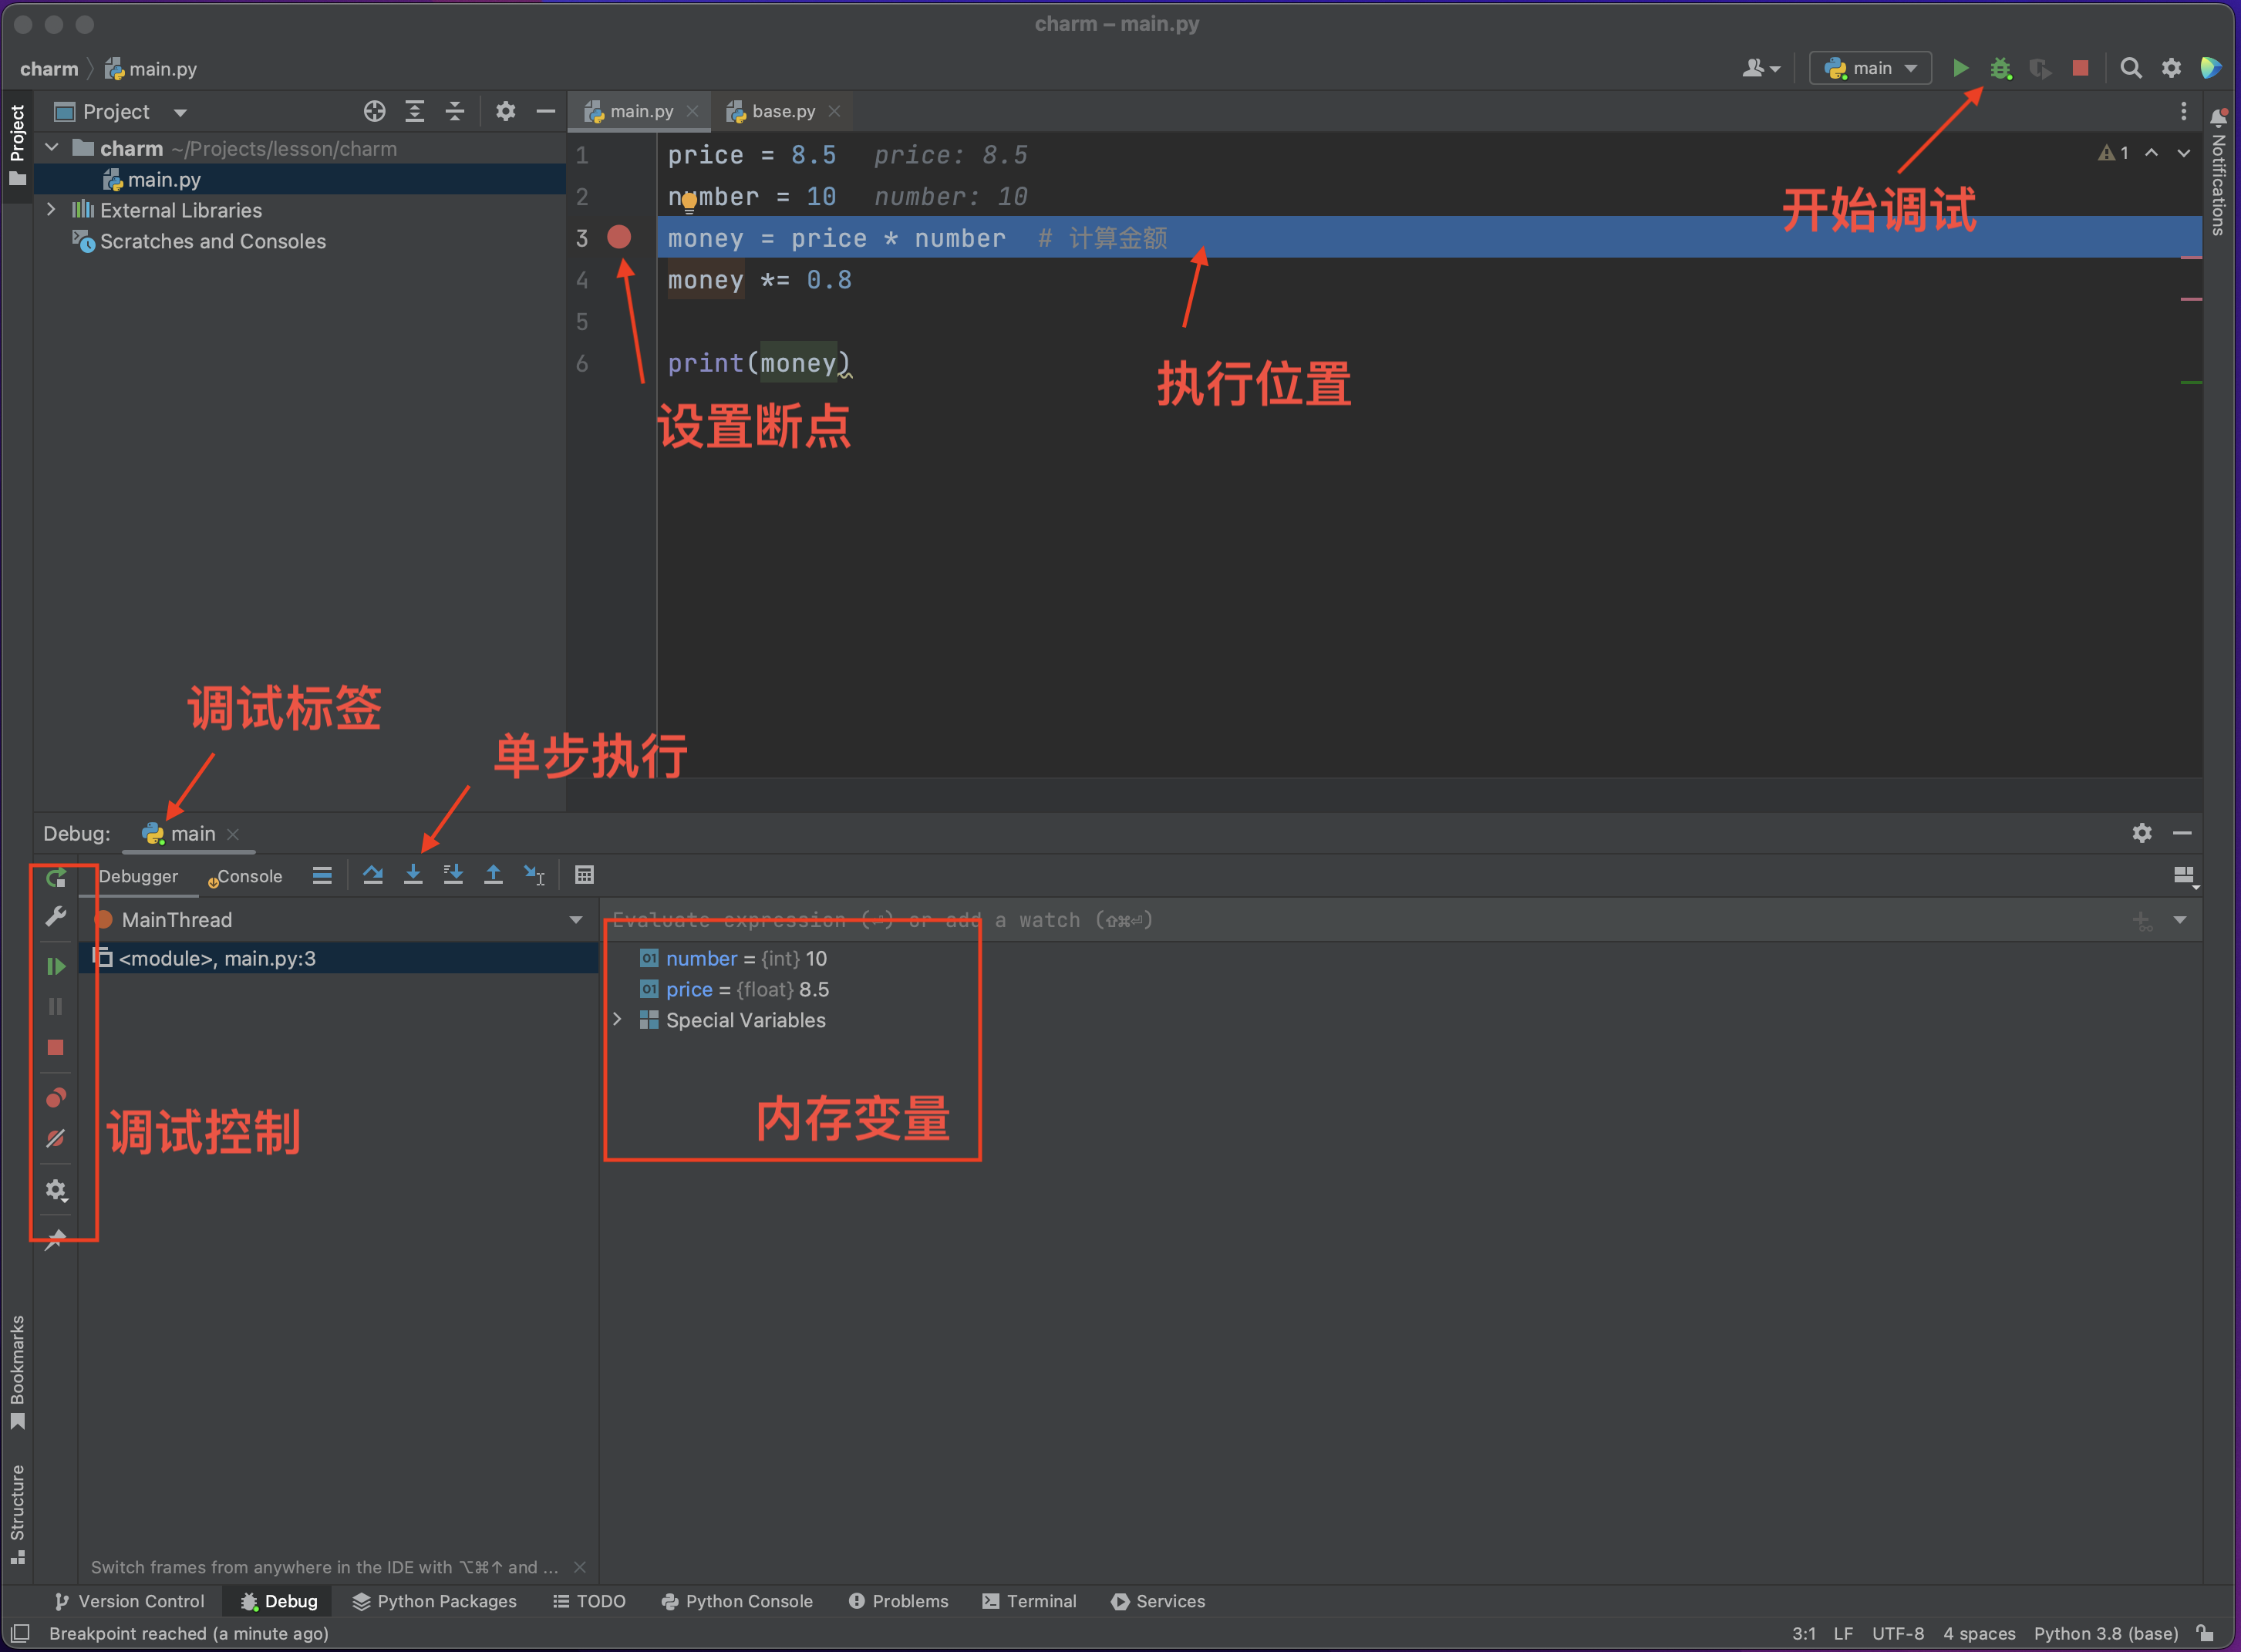 charm – main.py
charm
main.py
main
Project
Project
main.py
base.py
Notifications
charm ~/Projects/lesson/charm
main.py
External Libraries
Scratches and Consoles
1 price = 8.5 price: 8.5
2 number = 10 number: 10
3 money = price * number # 计算金额
4 money *= 0.8
5
6 print(money)
1
开始调试
执行位置
设置断点
调试标签
单步执行
Debug:
main
Debugger
Console
MainThread
Evaluate expression (⏎) or add a watch (⇧⌘⏎)
<module>, main.py:3
01 number = {int} 10
01 price = {float} 8.5
Special Variables
内存变量
调试控制
Bookmarks
Structure
Switch frames from anywhere in the IDE with ⌥⌘↑ and ...
Version Control
Debug
Python Packages
TODO
Python Console
Problems
Terminal
Services
Breakpoint reached (a minute ago)
3:1 LF UTF-8 4 spaces Python 3.8 (base)